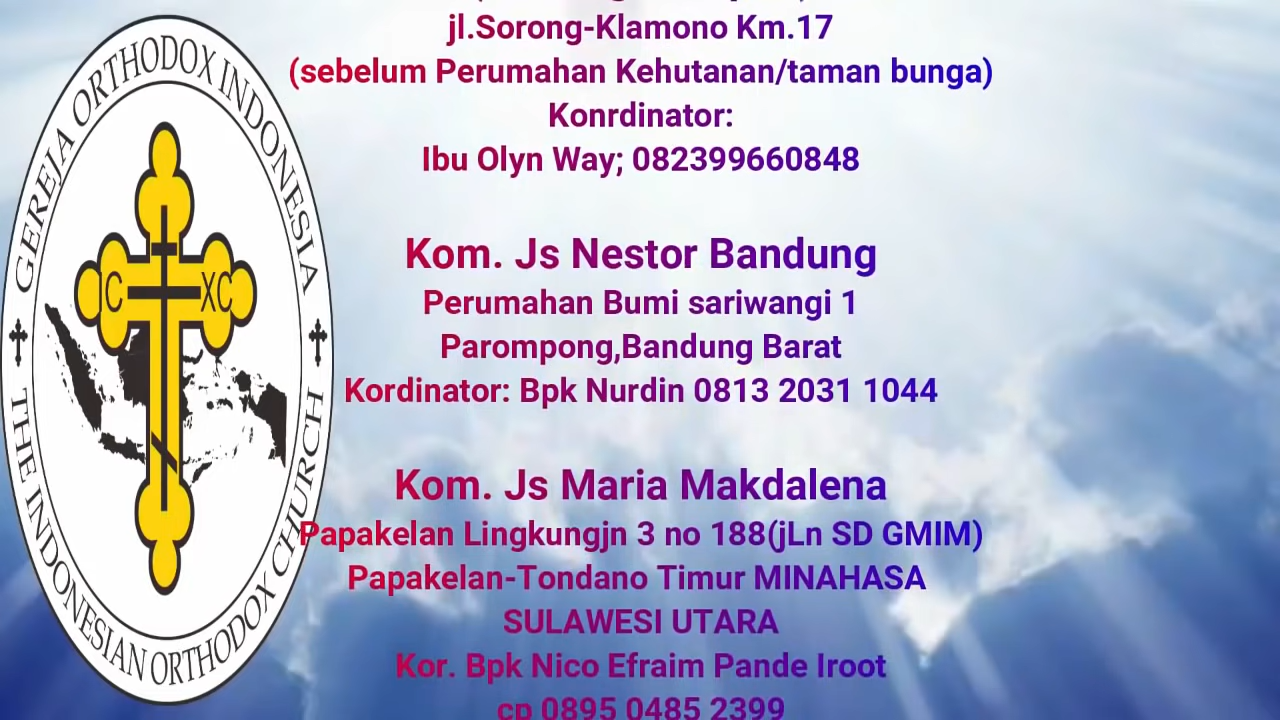 jl.Sorong-Klamono Km.17
(sebelum Perumahan Kehutanan/taman bunga)
Konrdinator:
Ibu Olyn Way; 082399660848
Kom. Js Nestor Bandung
Perumahan Bumi sariwangi 1
Parompong,Bandung Barat
Kordinator: Bpk Nurdin 0813 2031 1044
Kom. Js Maria Makdalena
Papakelan Lingkungjn 3 no 188(jLn SD GMIM)
Papakelan-Tondano Timur MINAHASA
SULAWESI UTARA
Kor. Bpk Nico Efraim Pande Iroot
cp 0895 0485 2399
GEREJA ORTHODOX INDONESIA
THE INDONESIAN ORTHODOX CHURCH
IC XC